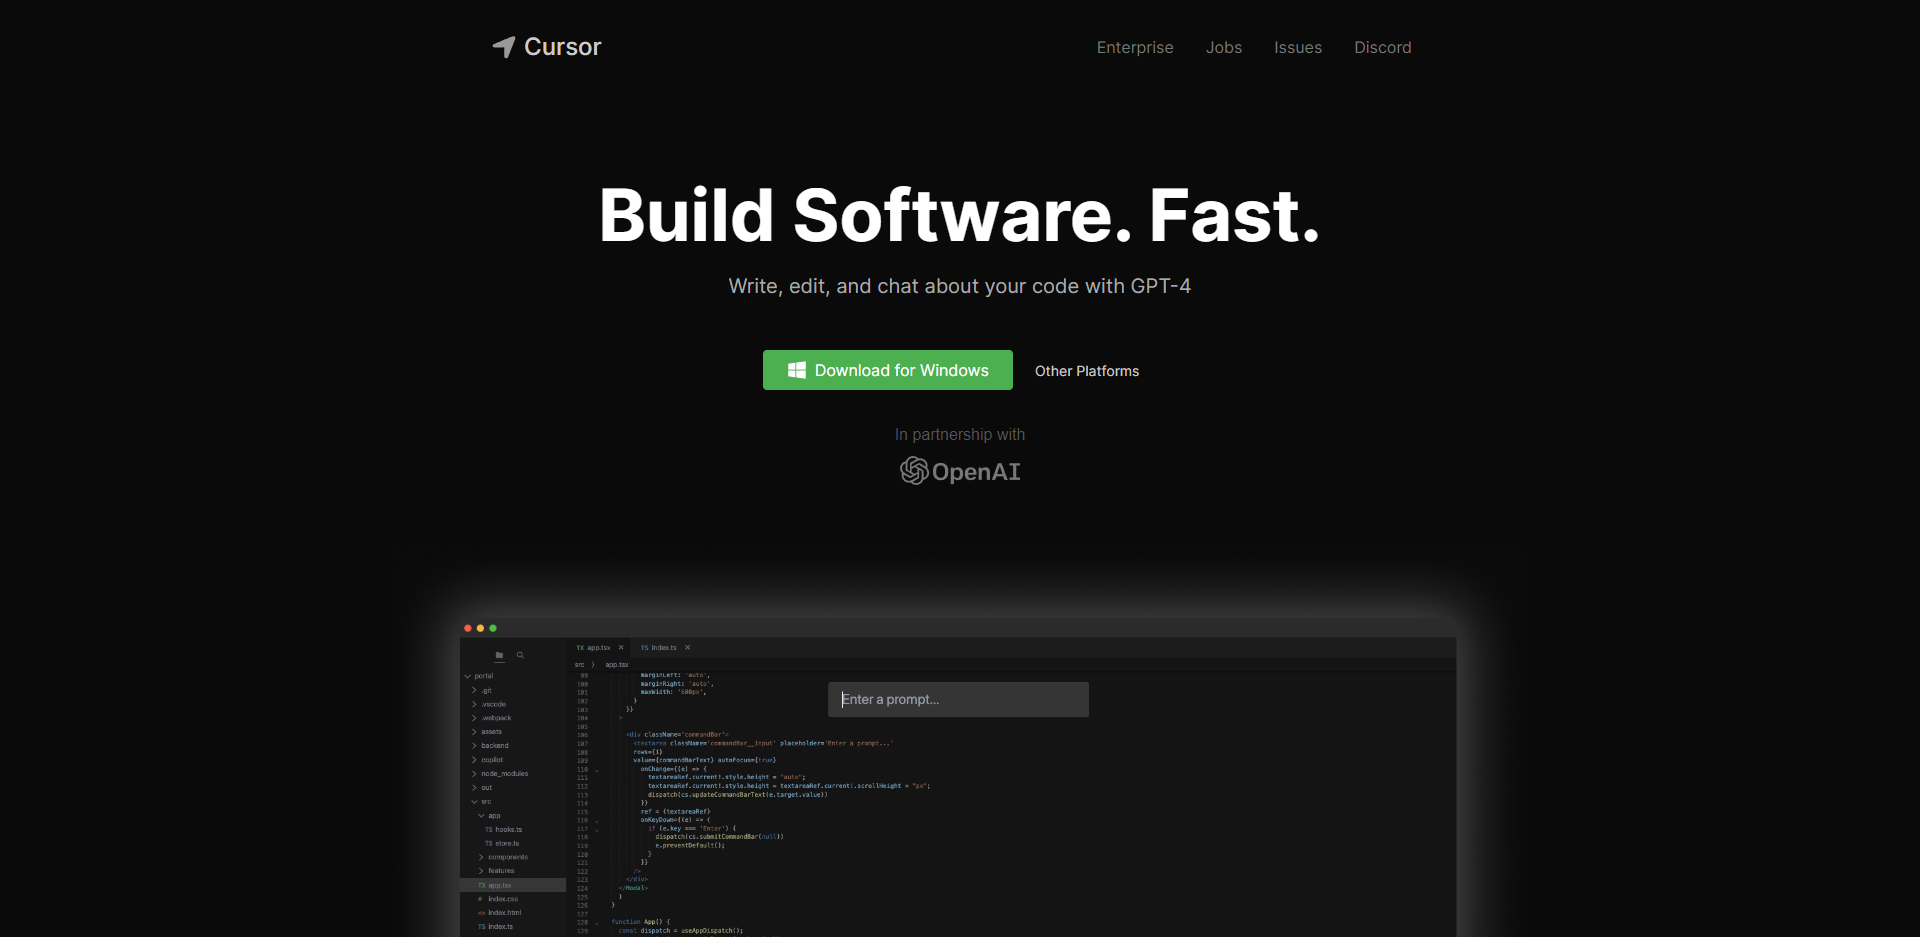 Cursor
Enterprise
Jobs
Issues
Discord
Build Software. Fast.
Write, edit, and chat about your code with GPT-4
Download for Windows
Other Platforms
In partnership with
OpenAI
TX app.tsx ×
TS index.ts ×
src 〉 app.tsx
Enter a prompt...
portal
.git
.vscode
.webpack
assets
backend
copilot
node_modules
out
src
app
TS hooks.ts
TS store.ts
components
features
TX app.tsx
# index.css
<> index.html
TS index.ts
99 marginLeft: 'auto',
100 marginRight: 'auto',
101 maxWidth: '600px',
102 }
103 }}
104 >
105
106 <div className='commandBar'>
107 <textarea className='commandBar__input' placeholder='Enter a prompt...'
108 rows={1}
109 value={commandBarText} autoFocus={true}
110 onChange={(e) => {
111 textareaRef.current!.style.height = "auto";
112 textareaRef.current!.style.height = textareaRef.current!.scrollHeight + "px";
113 dispatch(cs.updateCommandBarText(e.target.value))
114 }}
115 ref = {textareaRef}
116 onKeyDown={(e) => {
117 if (e.key === 'Enter') {
118 dispatch(cs.submitCommandBar(null))
119 e.preventDefault();
120 }
121 }}
122 />
123 </div>
124 </Modal>
125 )
126 }
127
128 function App() {
129 const dispatch = useAppDispatch();